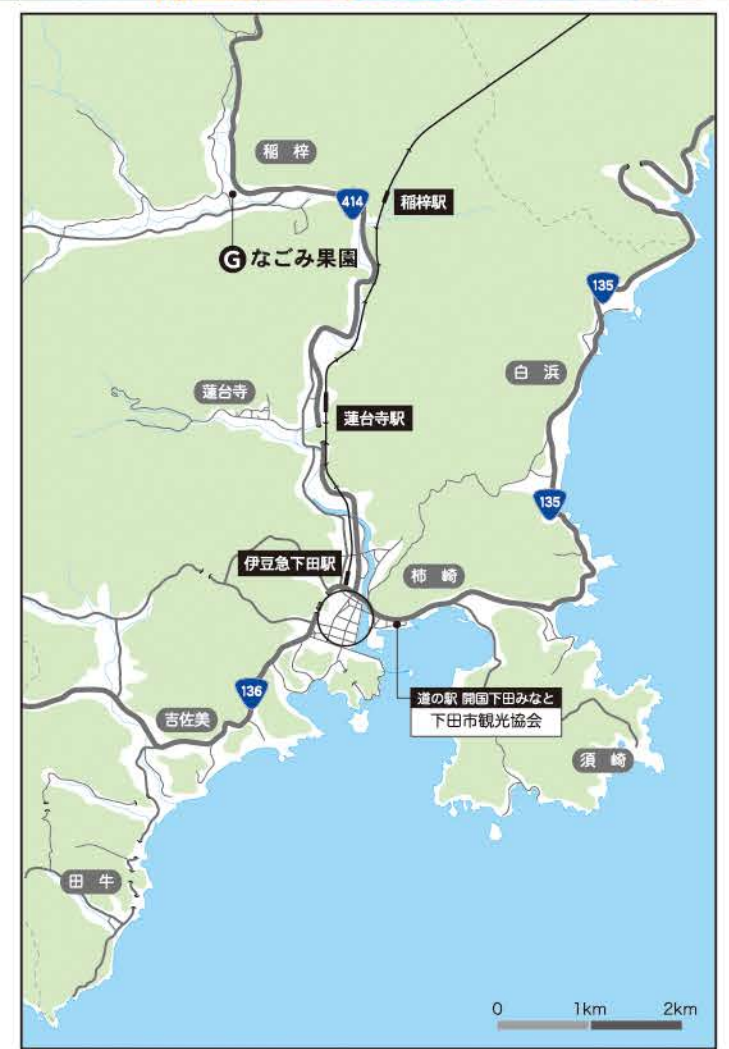 稲 梓
414
稲梓駅
G なごみ果園
135
白 浜
蓮台寺
蓮台寺駅
135
伊豆急下田駅
柿 崎
136
道の駅 開国下田みなと
下田市観光協会
吉佐美
須 崎
田 牛
0 1km 2km